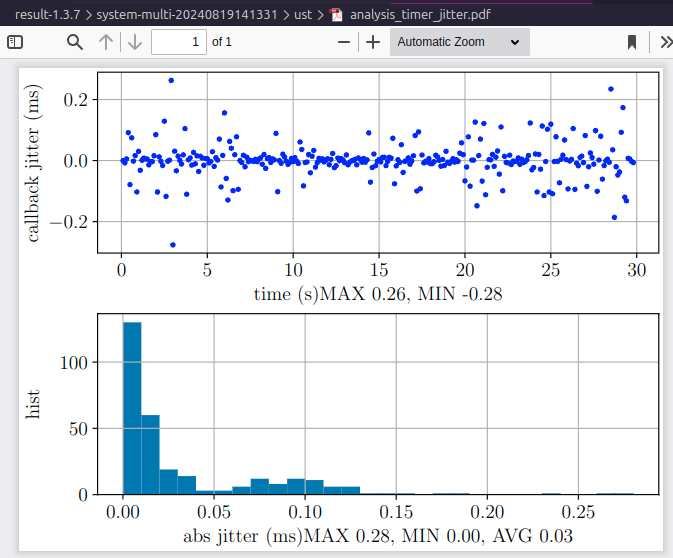 result-1.3.7 > system-multi-20240819141331 > ust > analysis_timer_jitter.pdf
1 of 1 − + Automatic Zoom
callback jitter (ms)
0.2
0.0
−0.2
0 5 10 15 20 25 30
time (s)MAX 0.26, MIN -0.28
hist
100
50
0
0.00 0.05 0.10 0.15 0.20 0.25
abs jitter (ms)MAX 0.28, MIN 0.00, AVG 0.03